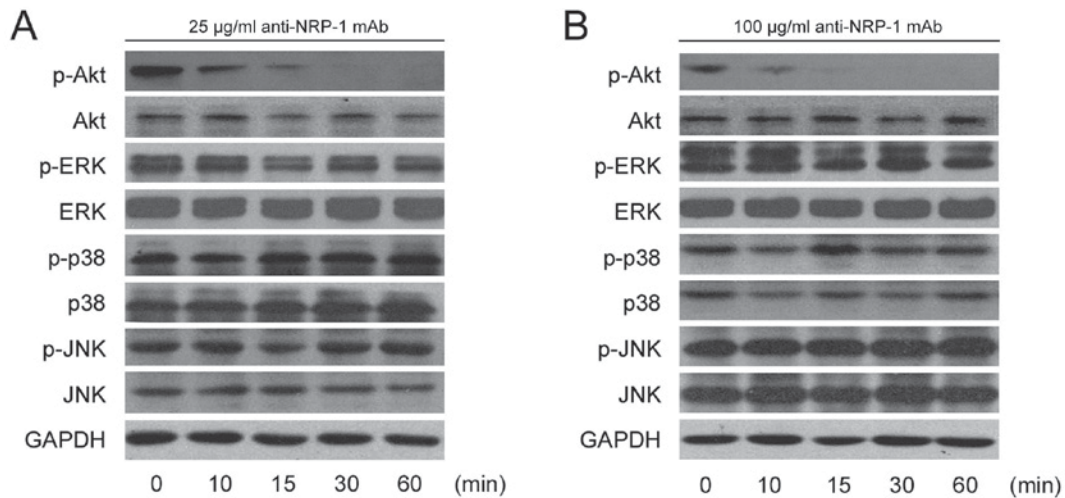 A
25 µg/ml anti-NRP-1 mAb
p-Akt
Akt
p-ERK
ERK
p-p38
p38
p-JNK
JNK
GAPDH
0 10 15 30 60 (min)
B
100 µg/ml anti-NRP-1 mAb
p-Akt
Akt
p-ERK
ERK
p-p38
p38
p-JNK
JNK
GAPDH
0 10 15 30 60 (min)